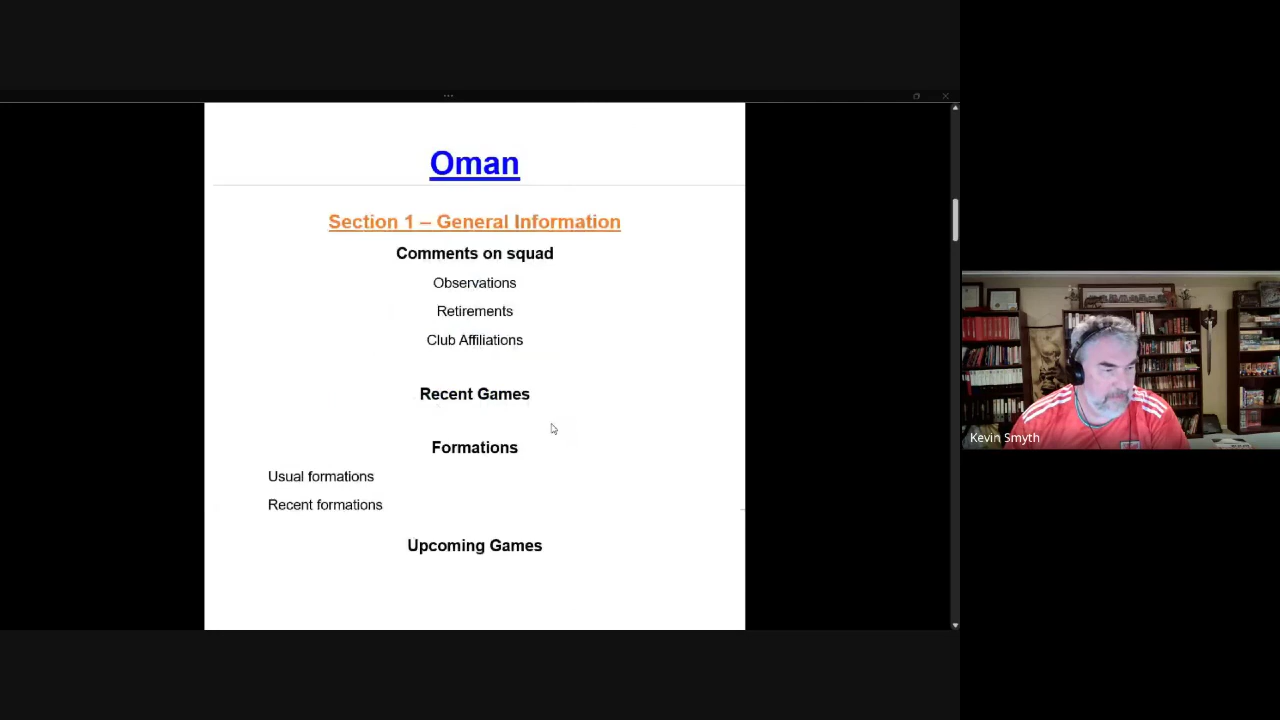 Oman
Section 1 – General Information
Comments on squad
Observations
Retirements
Club Affiliations
Recent Games
Formations
Usual formations
Recent formations
Upcoming Games
Kevin Smyth